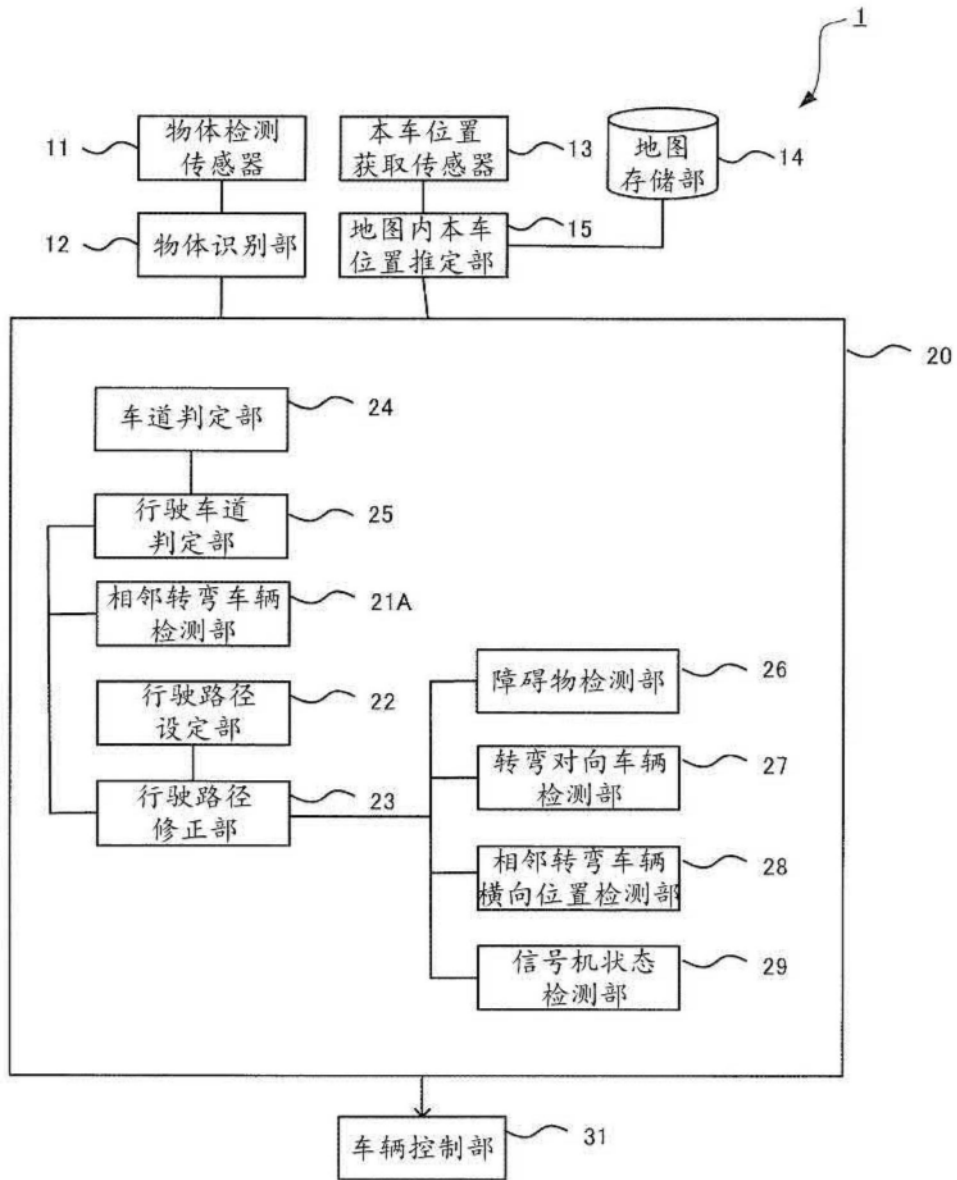 1
11
物体检测
传感器
本车位置
获取传感器
13
地图
存储部
14
12
物体识别部
地图内本车
位置推定部
15
20
车道判定部
24
行驶车道
判定部
25
相邻转弯车辆
检测部
21A
行驶路径
设定部
22
行驶路径
修正部
23
障碍物检测部
26
转弯对向车辆
检测部
27
相邻转弯车辆
横向位置检测部
28
信号机状态
检测部
29
车辆控制部
31